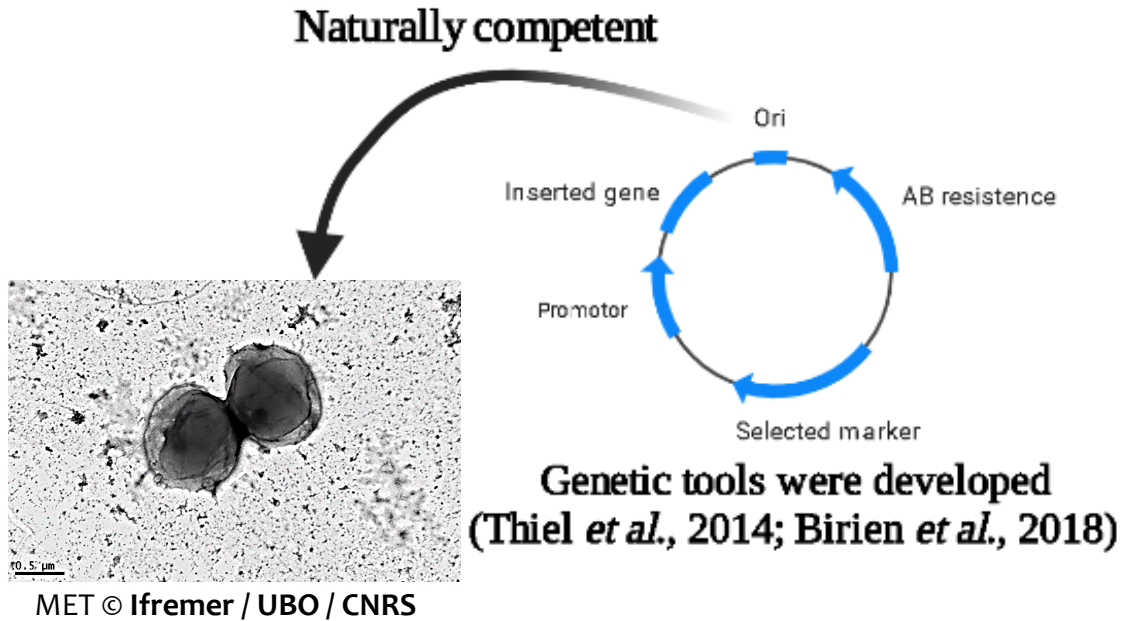 Naturally competent
Ori
Inserted gene
AB resistence
Promotor
Selected marker
Genetic tools were developed
(Thiel et al., 2014; Birien et al., 2018)
0.5 µm
MET © Ifremer / UBO / CNRS